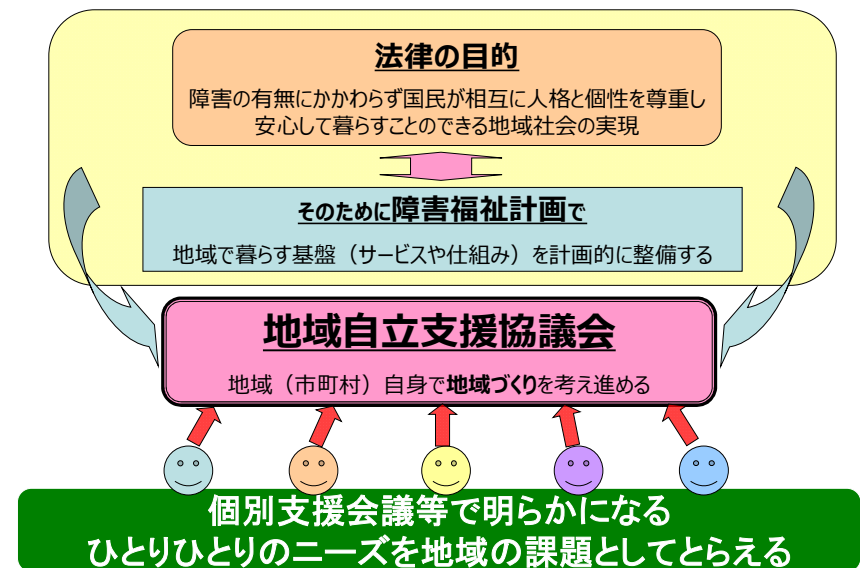 法律の目的
障害の有無にかかわらず国民が相互に人格と個性を尊重し
安心して暮らすことのできる地域社会の実現
そのために障害福祉計画で
地域で暮らす基盤（サービスや仕組み）を計画的に整備する
地域自立支援協議会
地域（市町村）自身で地域づくりを考え進める
個別支援会議等で明らかになる
ひとりひとりのニーズを地域の課題としてとらえる